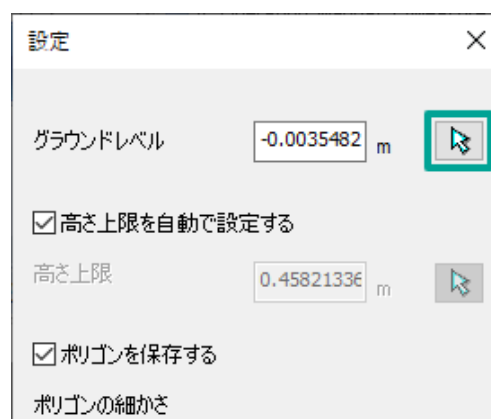 設定
グラウンドレベル -0.0035482 m
高さ上限を自動で設定する
高さ上限 0.45821336 m
ポリゴンを保存する
ポリゴンの細かさ